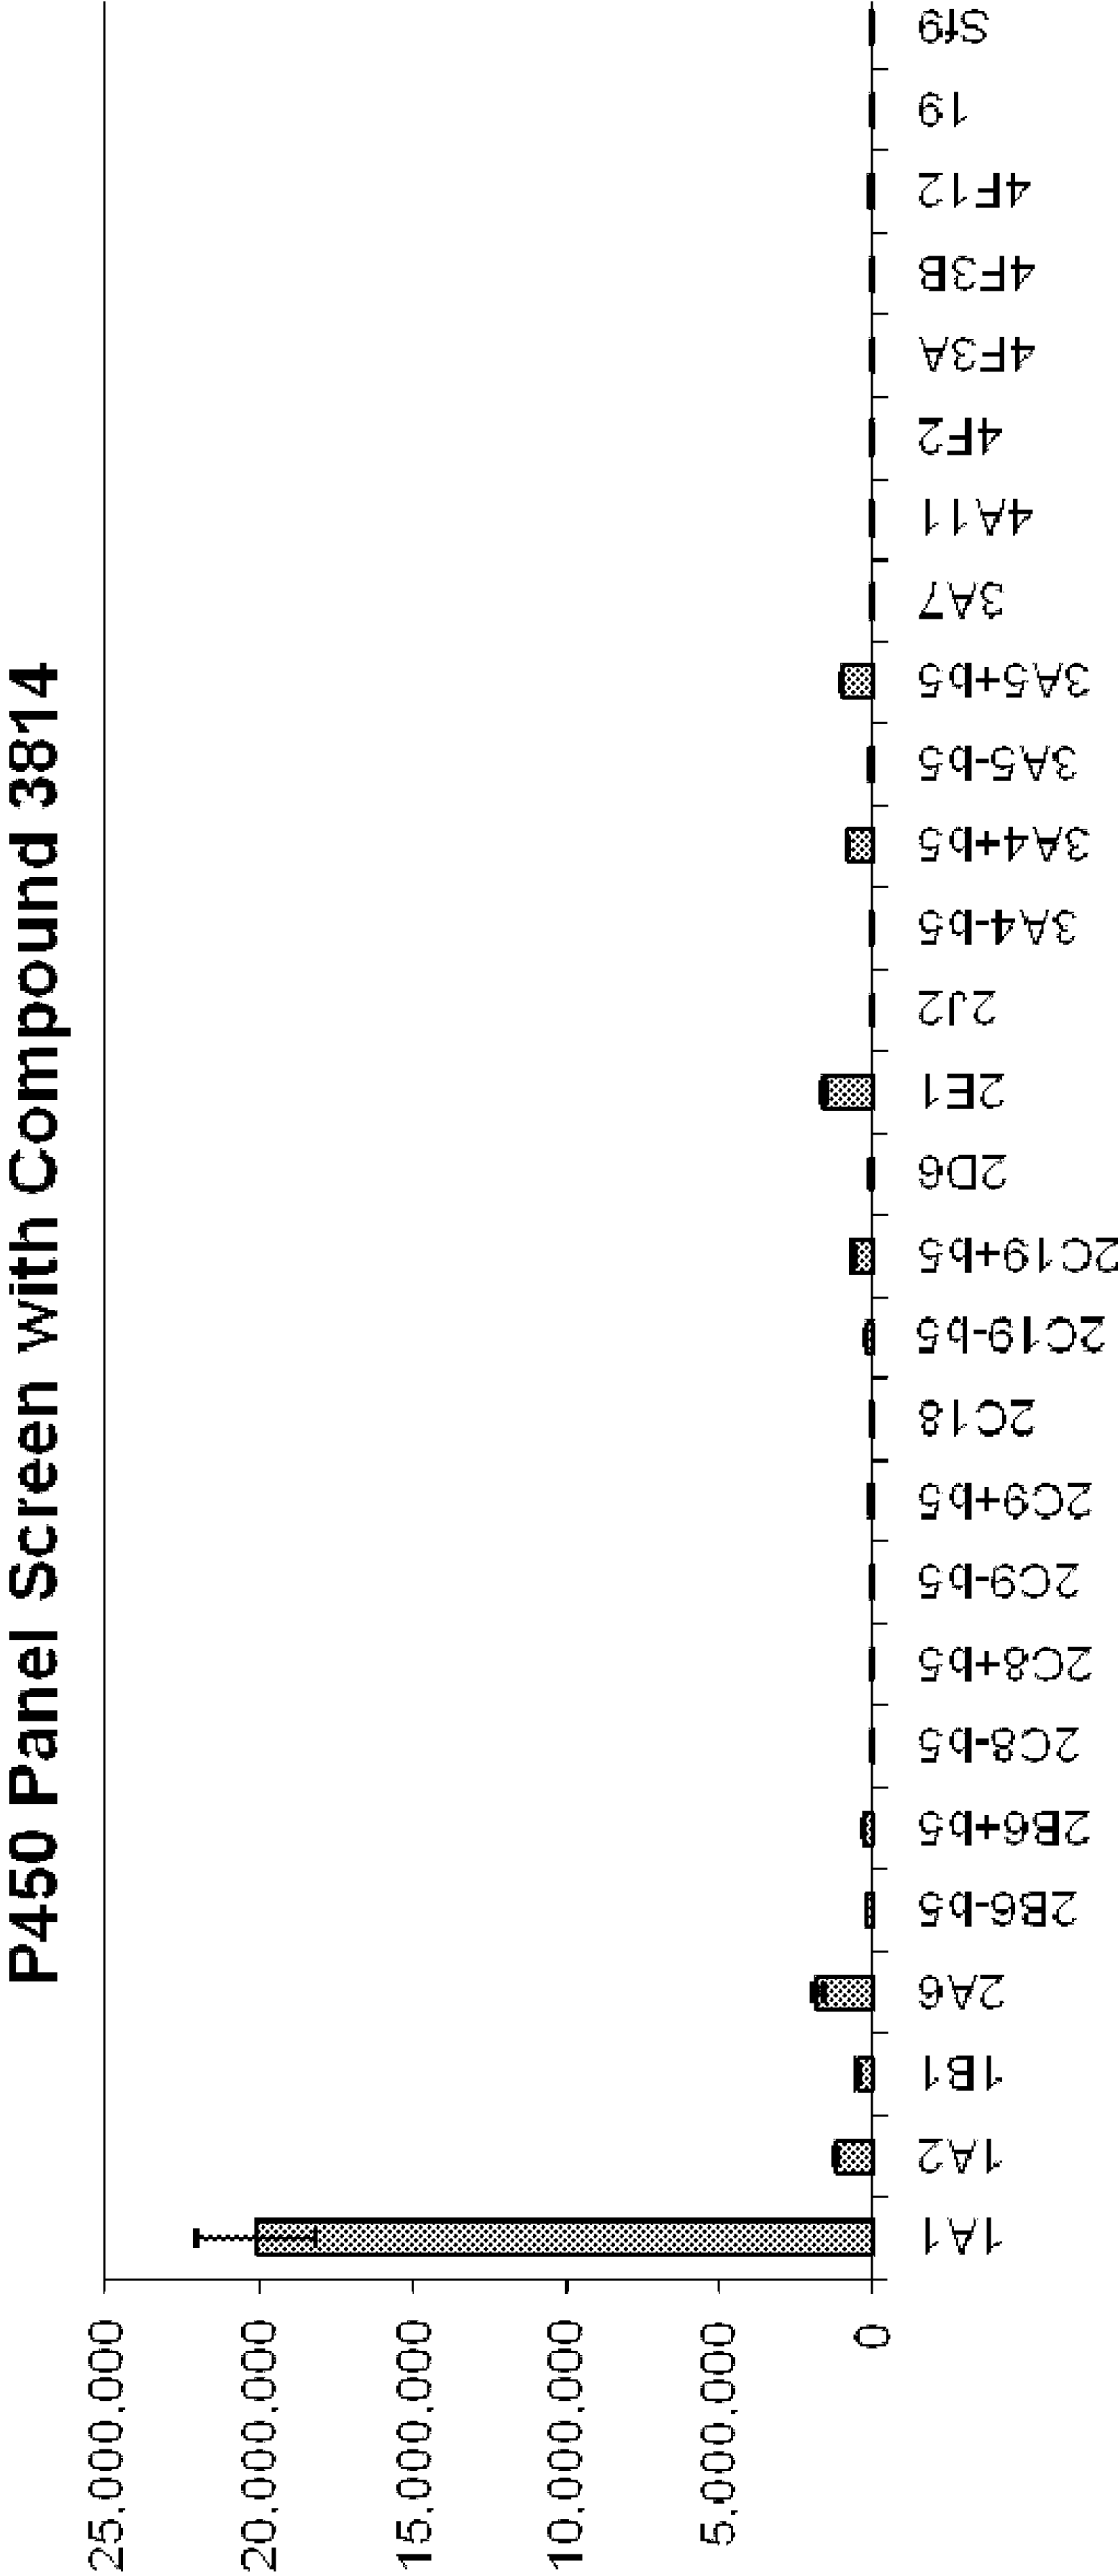 P450 Panel Screen with Compound 3814
25,000,000
20,000,000
15,000,000
10,000,000
5,000,000
0
1A1
1A2
1B1
2A6
2B6-b5
2B6+b5
2C8-b5
2C8+b5
2C9-b5
2C9+b5
2C18
2C19-b5
2C19+b5
2D6
2E1
2J2
3A4-b5
3A4+b5
3A5-b5
3A5+b5
3A7
4A11
4F2
4F3A
4F3B
4F12
19
Sf9